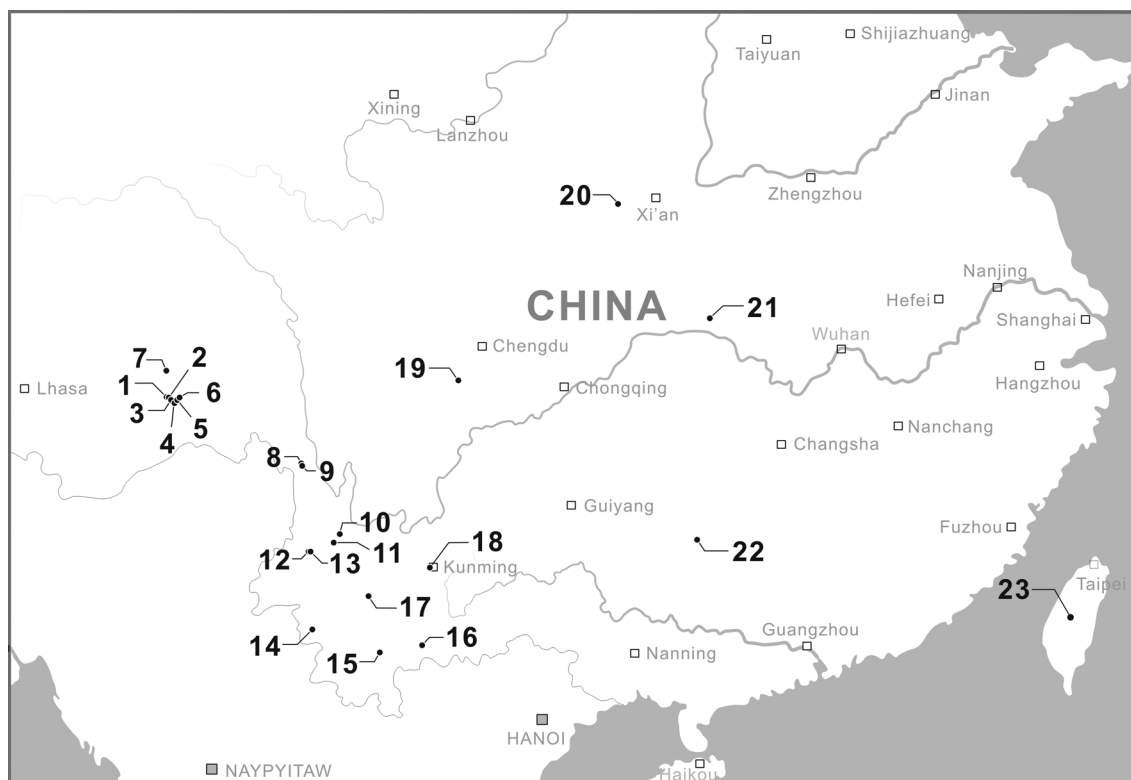 Taiyuan
Shijiazhuang
Xining
Jinan
Lanzhou
Zhengzhou
20
Xi'an
Nanjing
CHINA
21
Hefei
Shanghai
Wuhan
7
2
Chengdu
1
6
Lhasa
19
Chongqing
Hangzhou
3
5
4
Nanchang
Changsha
8
9
Guiyang
10
Fuzhou
18
12
13
11
Kunming
22
Taipei
23
17
14
16
Guangzhou
15
Nanning
HANOI
NAYPYITAW
Haikou